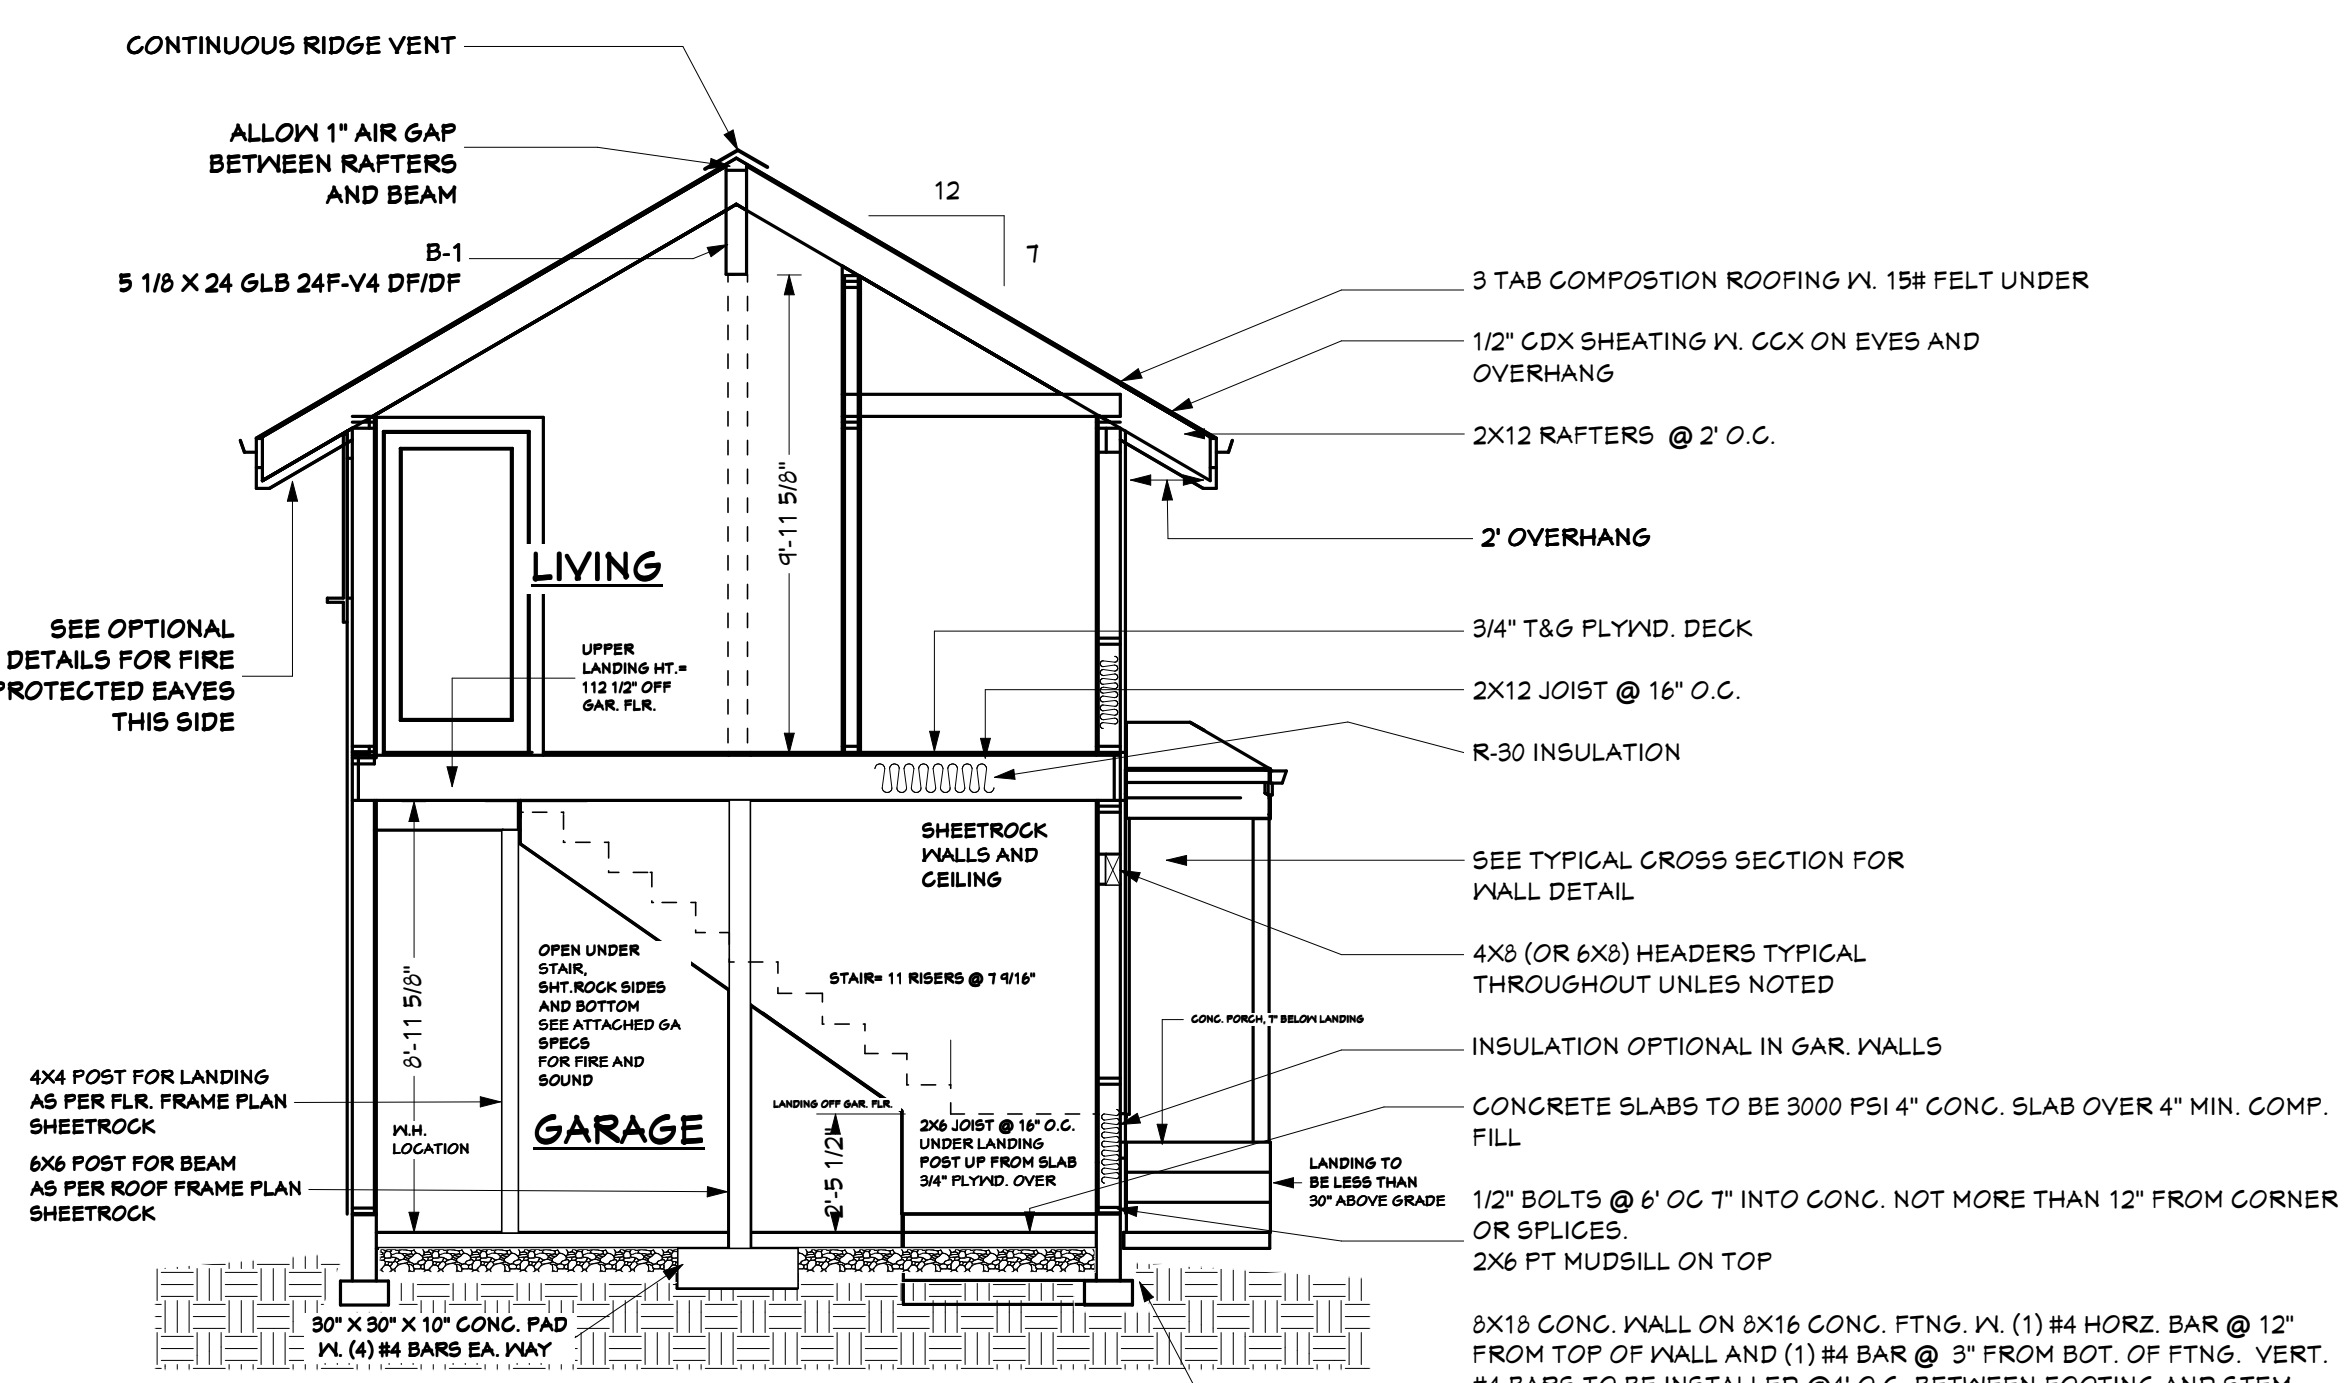 CONTINUOUS RIDGE VENT
ALLOW 1" AIR GAP
BETWEEN RAFTERS
AND BEAM
B-1
5 1/8 X 24 GLB 24F-V4 DF/DF
12
7
3 TAB COMPOSTION ROOFING W. 15# FELT UNDER
1/2" CDX SHEATING W. CCX ON EVES AND
OVERHANG
2X12 RAFTERS @ 2' O.C.
2' OVERHANG
9'-11 5/8"
LIVING
UPPER
LANDING HT.=
112 1/2" OFF
GAR. FLR.
SEE OPTIONAL
DETAILS FOR FIRE
PROTECTED EAVES
THIS SIDE
3/4" T&G PLYWD. DECK
2X12 JOIST @ 16" O.C.
R-30 INSULATION
SHEETROCK
WALLS AND
CEILING
SEE TYPICAL CROSS SECTION FOR
WALL DETAIL
4X8 (OR 6X8) HEADERS TYPICAL
THROUGHOUT UNLES NOTED
8'-11 5/8"
OPEN UNDER
STAIR,
SHT.ROCK SIDES
AND BOTTOM
SEE ATTACHED GA
SPECS
FOR FIRE AND
SOUND
STAIR= 11 RISERS @ 7 9/16"
CONC. PORCH, 1" BELOW LANDING
INSULATION OPTIONAL IN GAR. WALLS
4X4 POST FOR LANDING
AS PER FLR. FRAME PLAN
SHEETROCK
6X6 POST FOR BEAM
AS PER ROOF FRAME PLAN
SHEETROCK
W.H.
LOCATION
GARAGE
LANDING OFF GAR. FLR.
2'-5 1/2"
2X6 JOIST @ 16" O.C.
UNDER LANDING
POST UP FROM SLAB
3/4" PLYWD. OVER
CONCRETE SLABS TO BE 3000 PSI 4" CONC. SLAB OVER 4" MIN. COMP.
FILL
LANDING TO
BE LESS THAN
30" ABOVE GRADE
1/2" BOLTS @ 6' OC 7" INTO CONC. NOT MORE THAN 12" FROM CORNER
OR SPLICES.
2X6 PT MUDSILL ON TOP
30" X 30" X 10" CONC. PAD
W. (4) #4 BARS EA. WAY
8X18 CONC. WALL ON 8X16 CONC. FTNG. W. (1) #4 HORZ. BAR @ 12"
FROM TOP OF WALL AND (1) #4 BAR @ 3" FROM BOT. OF FTNG. VERT.
#4 BARS TO BE INSTALLED @4' O.C. BETWEEN FOOTING AND STEM